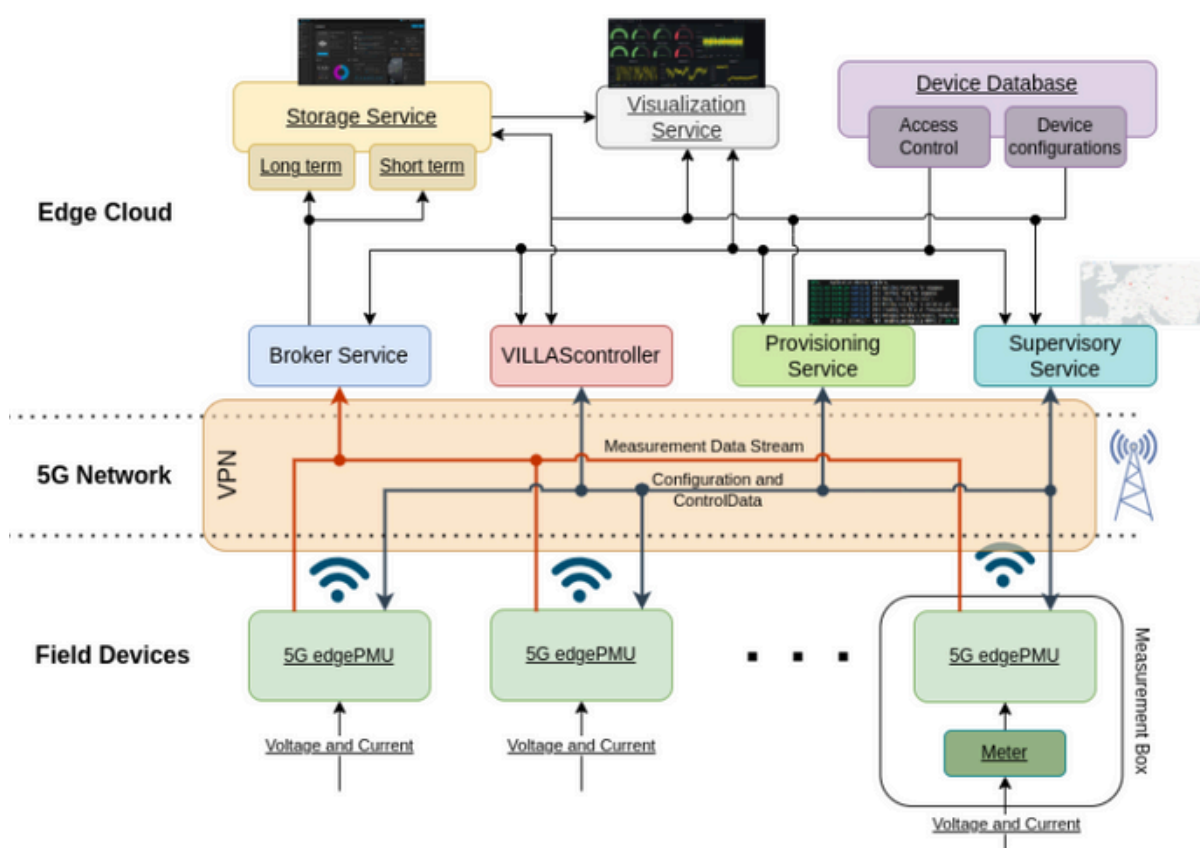 Storage Service
Long term
Short term
Visualization
Service
Device Database
Access
Control
Device
configurations
Edge Cloud
Broker Service
VILLAScontroller
Provisioning
Service
Supervisory
Service
5G Network
VPN
Measurement Data Stream
Configuration and
ControlData
Field Devices
5G edgePMU
5G edgePMU
5G edgePMU
Meter
Measurement Box
Voltage and Current
Voltage and Current
Voltage and Current